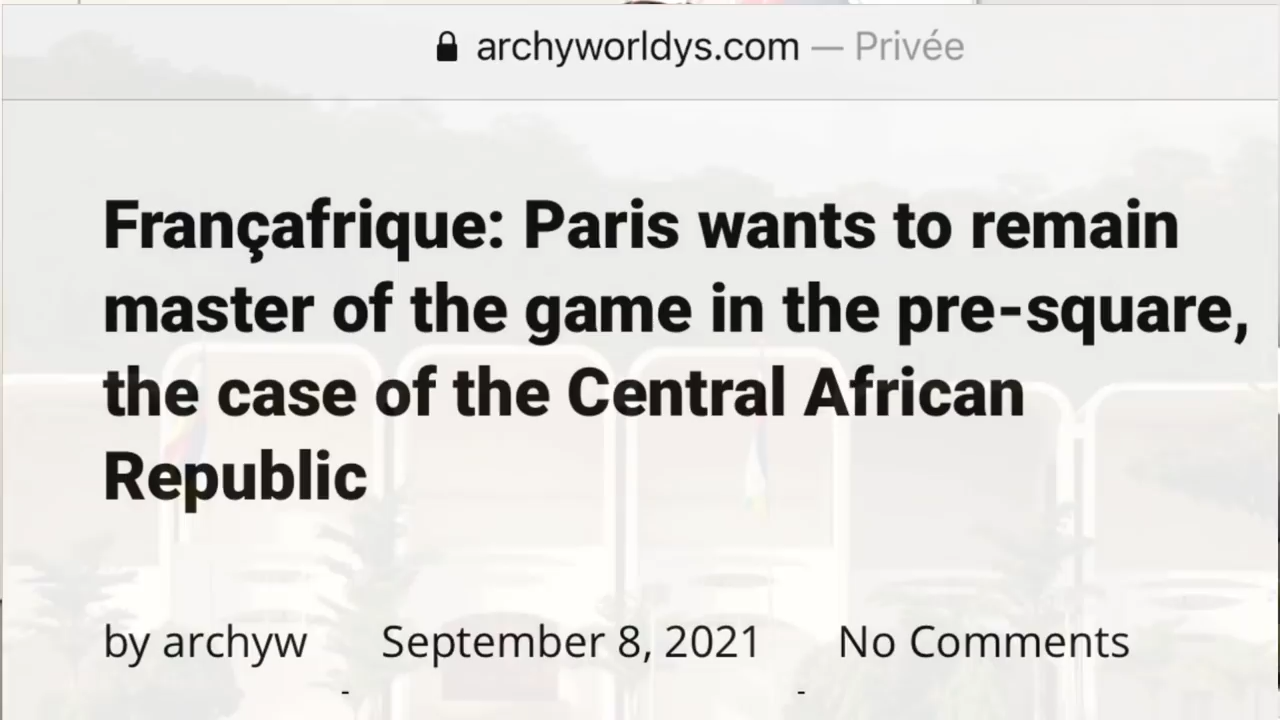 archyworldys.com — Privée
Françafrique: Paris wants to remain
master of the game in the pre-square,
the case of the Central African
Republic
by archyw September 8, 2021 No Comments
- -